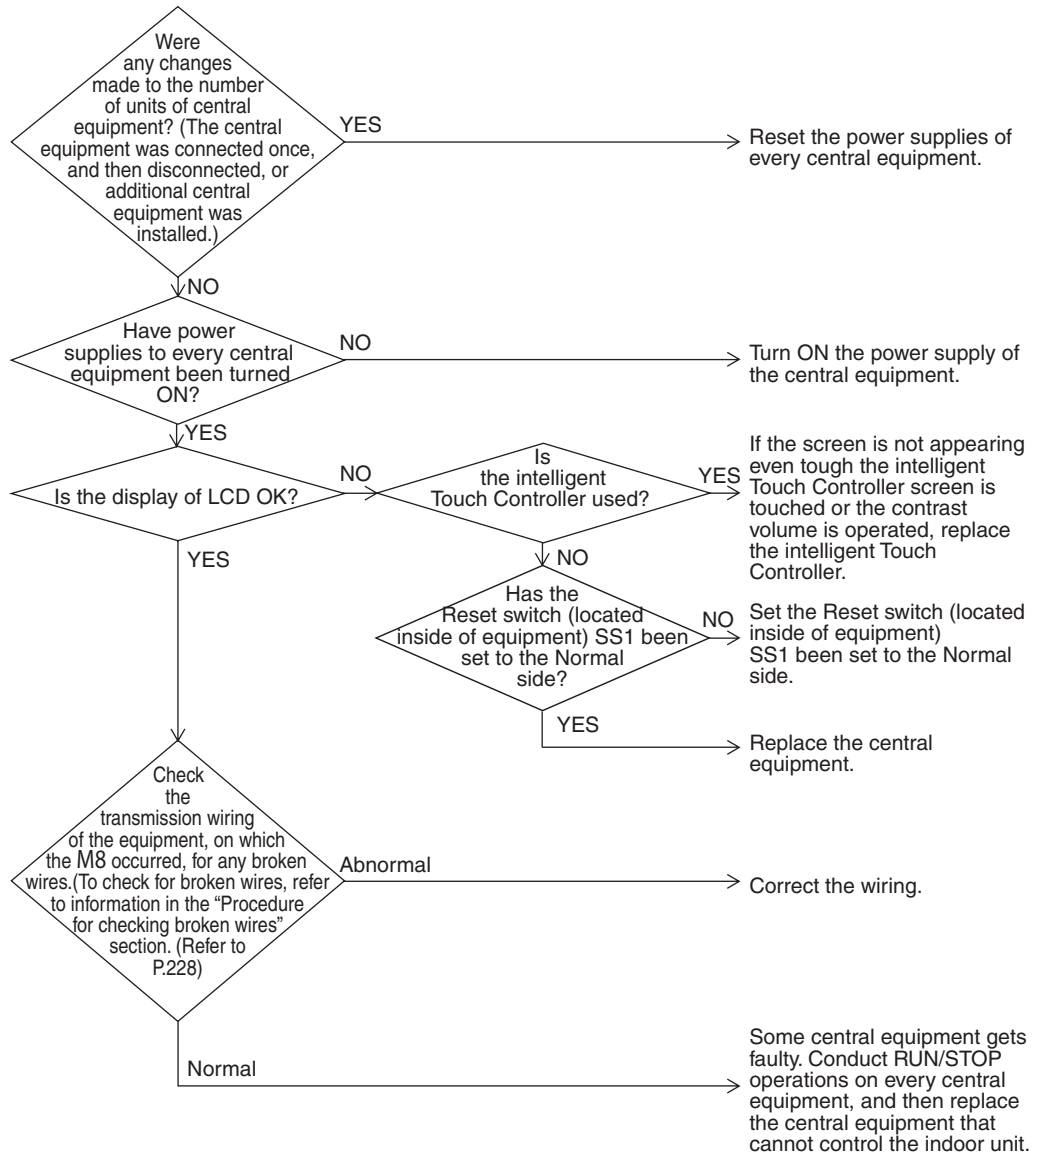 Were
any changes
made to the number
of units of central
equipment? (The central
equipment was connected once,
and then disconnected, or
additional central
equipment was
installed.)
YES
Reset the power supplies of
every central equipment.
NO
Have power
supplies to every central
equipment been turned
ON?
NO
Turn ON the power supply of
the central equipment.
YES
Is the display of LCD OK?
NO
Is
the intelligent
Touch Controller used?
YES
If the screen is not appearing
even tough the intelligent
Touch Controller screen is
touched or the contrast
volume is operated, replace
the intelligent Touch
Controller.
YES
NO
Has the
Reset switch (located
inside of equipment) SS1 been
set to the Normal
side?
NO
Set the Reset switch (located
inside of equipment)
SS1 been set to the Normal
side.
YES
Replace the central
equipment.
Check
the
transmission wiring
of the equipment, on which
the M8 occurred, for any broken
wires.(To check for broken wires, refer
to information in the “Procedure
for checking broken wires”
section. (Refer to
P.228)
Abnormal
Correct the wiring.
Normal
Some central equipment gets
faulty. Conduct RUN/STOP
operations on every central
equipment, and then replace
the central equipment that
cannot control the indoor unit.